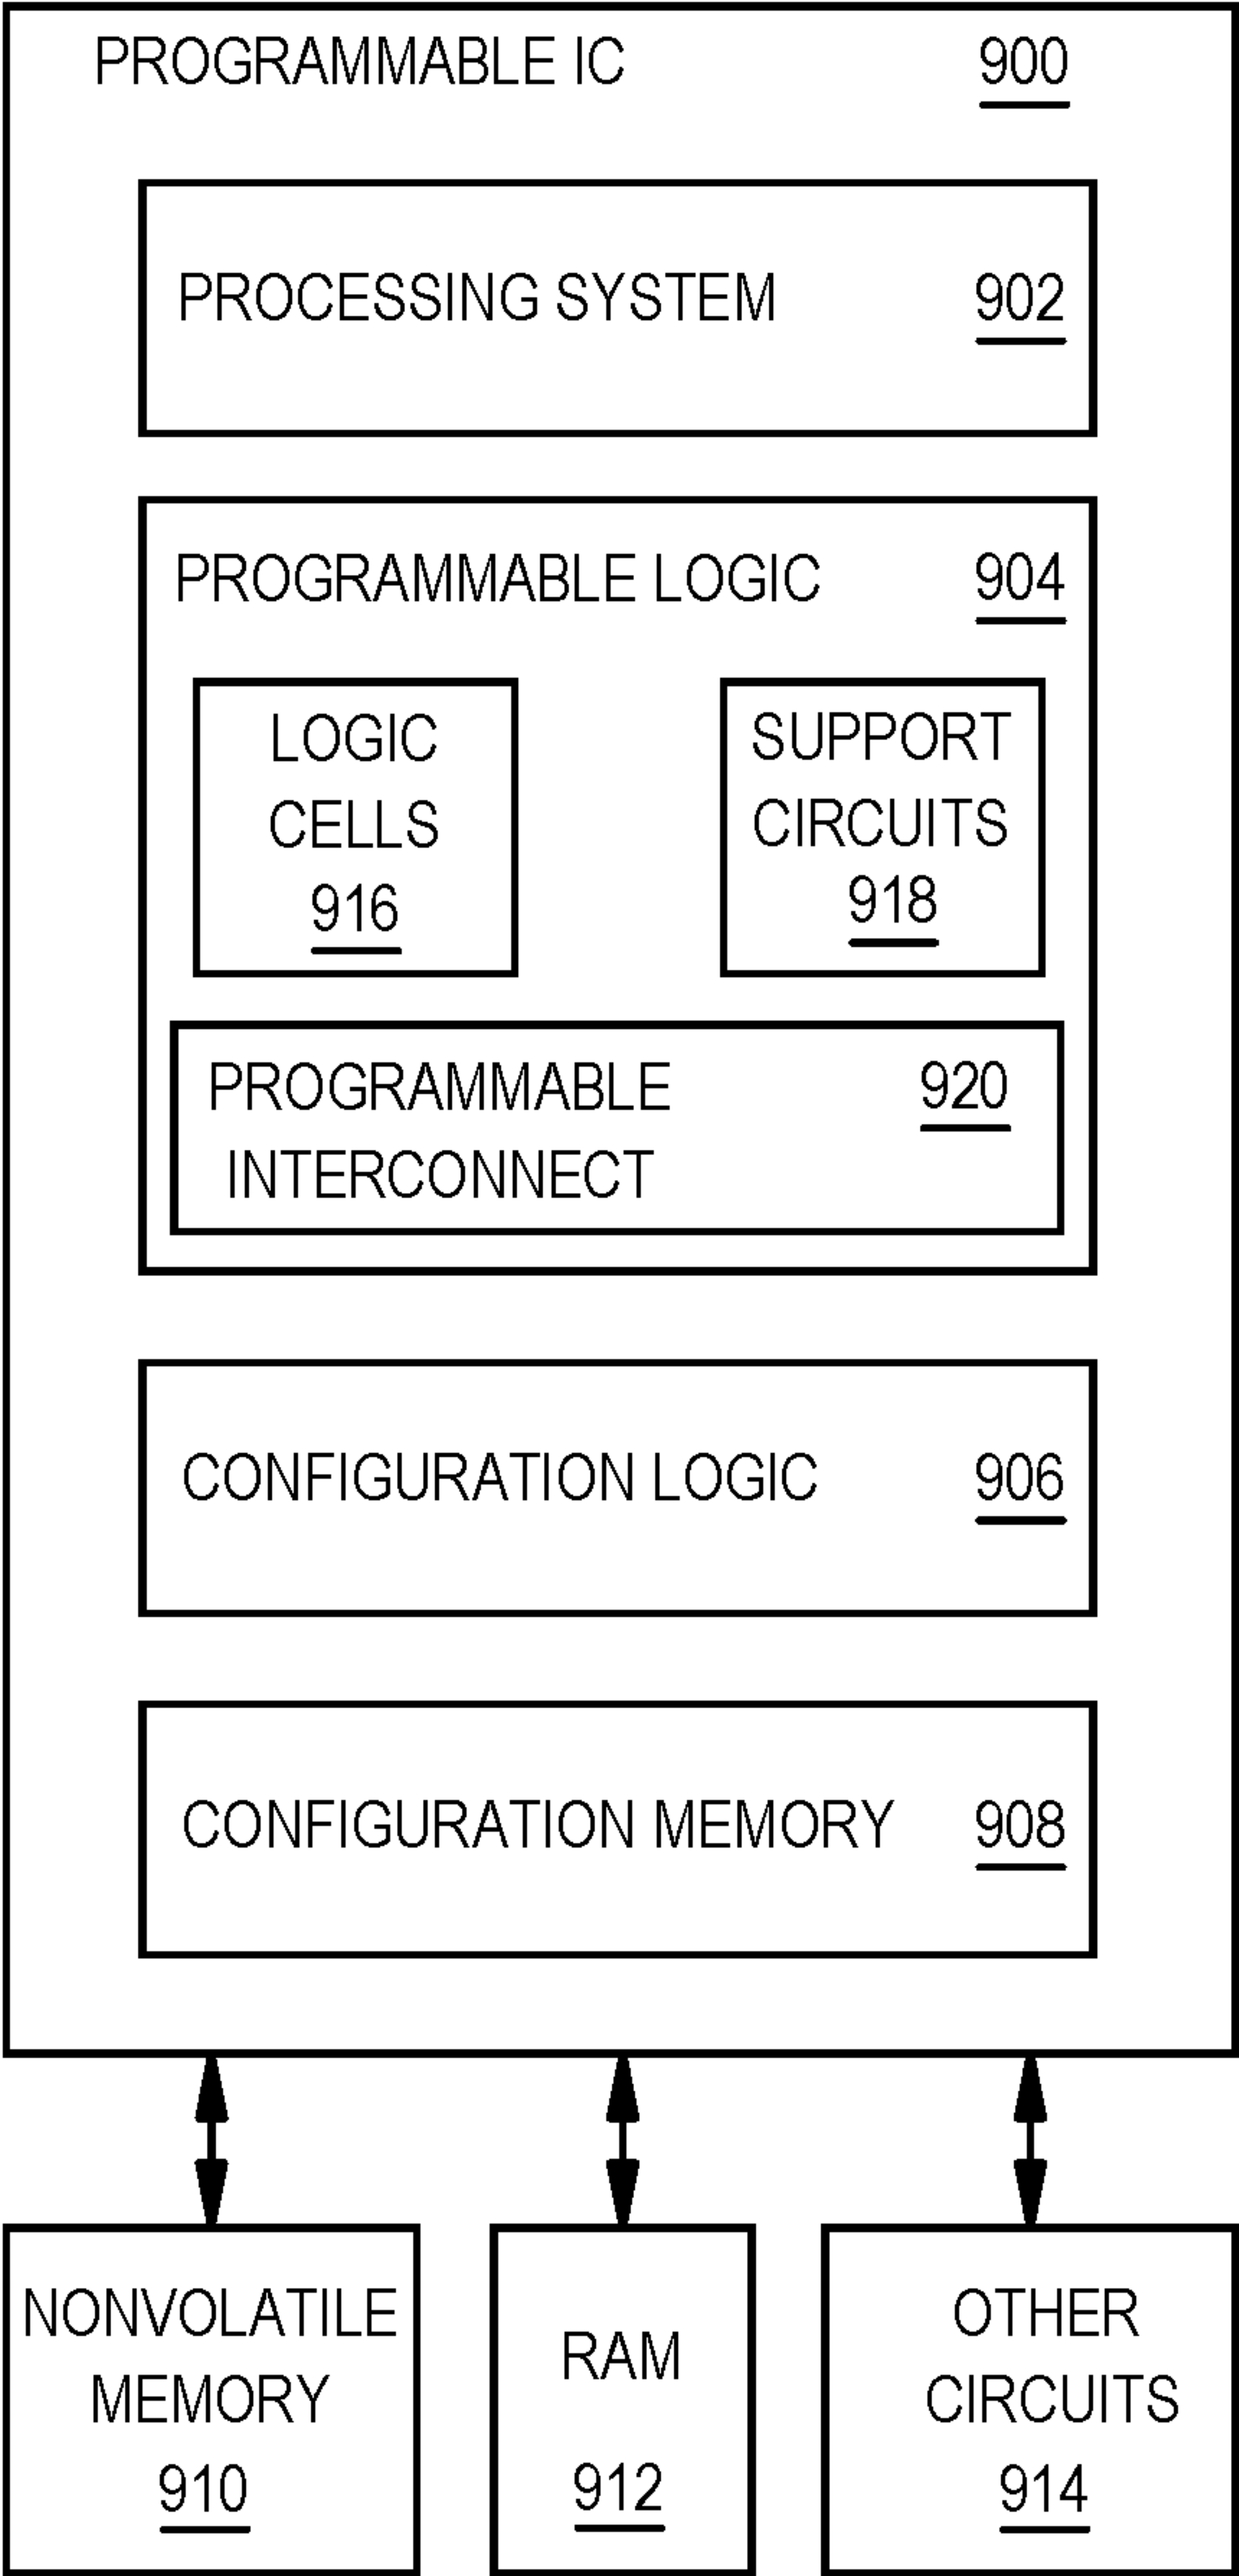 PROGRAMMABLE IC 900
PROCESSING SYSTEM 902
PROGRAMMABLE LOGIC 904
LOGIC
CELLS
916
SUPPORT
CIRCUITS
918
PROGRAMMABLE 920
INTERCONNECT
CONFIGURATION LOGIC 906
CONFIGURATION MEMORY 908
NONVOLATILE
MEMORY
910
RAM
912
OTHER
CIRCUITS
914